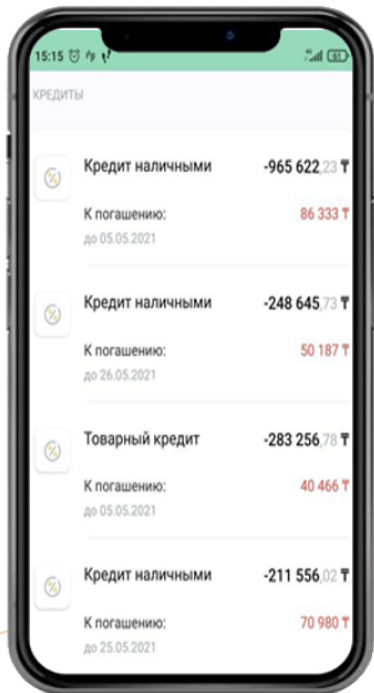 15:15
4G 61
КРЕДИТЫ
Кредит наличными -965 622,23 ₸
К погашению: 86 333 ₸
до 05.05.2021
Кредит наличными -248 645,73 ₸
К погашению: 50 187 ₸
до 26.05.2021
Товарный кредит -283 256,78 ₸
К погашению: 40 466 ₸
до 05.05.2021
Кредит наличными -211 556,02 ₸
К погашению: 70 980 ₸
до 25.05.2021